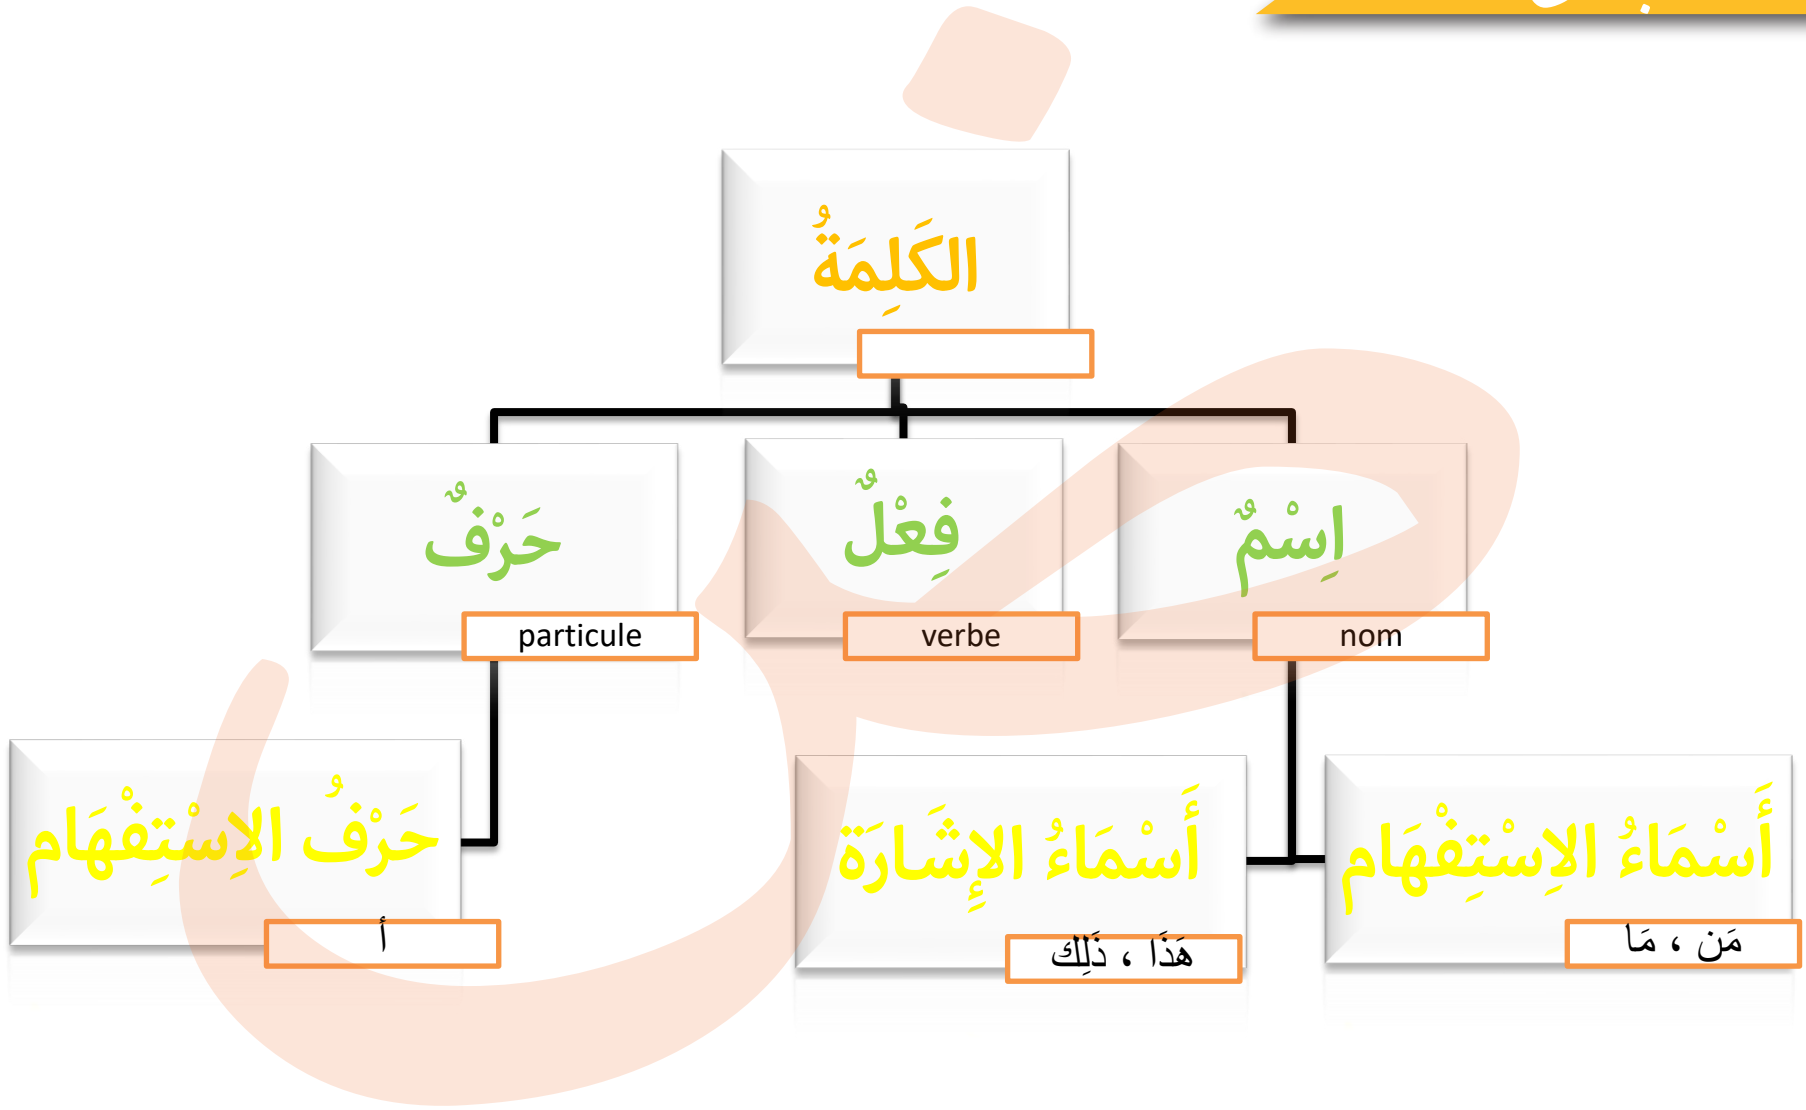 الكَلِمَةُ
اِسْمٌ
nom
فِعْلٌ
verbe
حَرْفٌ
particule
أَسْمَاءُ الاِسْتِفْهَام
مَن ، مَا
أَسْمَاءُ الإِشَارَة
هَذَا ، ذَلِك
حَرْفُ الاِسْتِفْهَام
أ